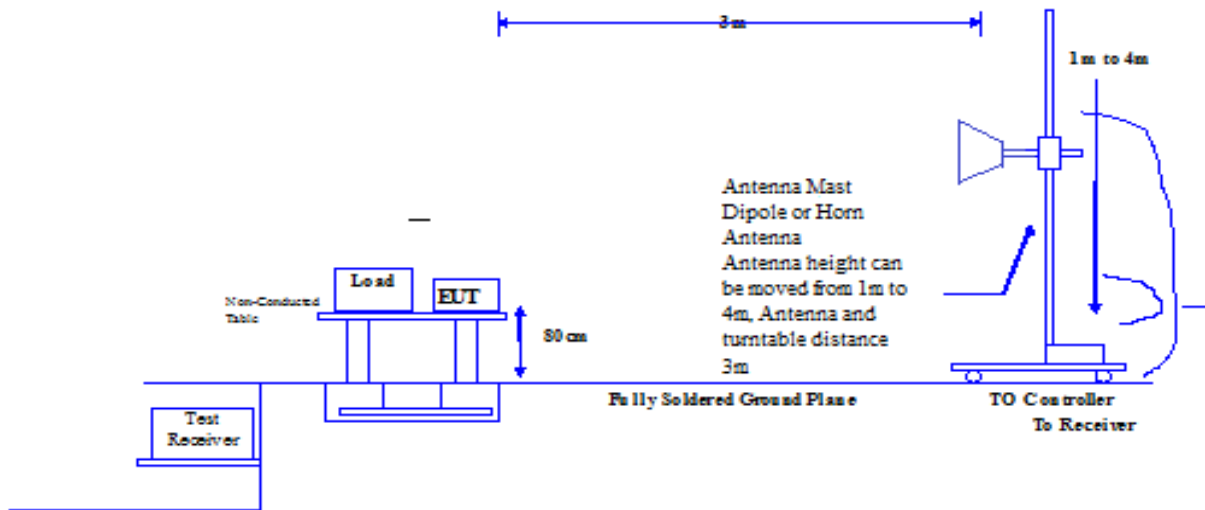 3m
1m to 4m
Antenna Mast
Dipole or Horn
Antenna
Antenna height can
be moved from 1m to
4m, Antenna and
turntable distance
3m
Load
EUT
Non-Conducted
Table
80cm
Fully Soldered Ground Plane
TO Controller
To Receiver
Test
Receiver